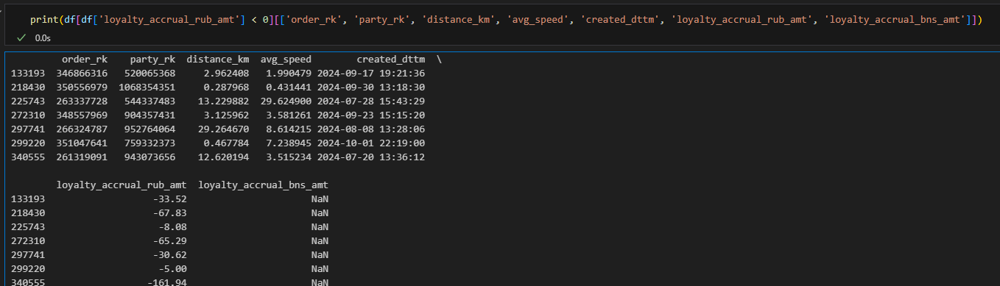 print(df[df['loyalty_accrual_rub_amt'] < 0][['order_rk', 'party_rk', 'distance_km', 'avg_speed', 'created_dttm', 'loyalty_accrual_rub_amt', 'loyalty_accrual_bns_amt']])
0.0s
order_rk party_rk distance_km avg_speed created_dttm \
133193 346866316 520065368 2.962408 1.990479 2024-09-17 19:21:36
218430 350556979 1068354351 0.287968 0.431441 2024-09-30 13:18:30
225743 263337728 544337483 13.229882 29.624900 2024-07-28 15:43:29
272310 348557969 904357431 3.125962 3.581261 2024-09-23 15:15:20
297741 266324787 952764064 29.264670 8.614215 2024-08-08 13:28:06
299220 351047641 759332373 0.467784 7.238945 2024-10-01 22:19:00
340555 261319091 943073656 12.620194 3.515234 2024-07-20 13:36:12
loyalty_accrual_rub_amt loyalty_accrual_bns_amt
133193 -33.52 NaN
218430 -67.83 NaN
225743 -8.08 NaN
272310 -65.29 NaN
297741 -30.62 NaN
299220 -5.00 NaN
340555 -161.94 NaN